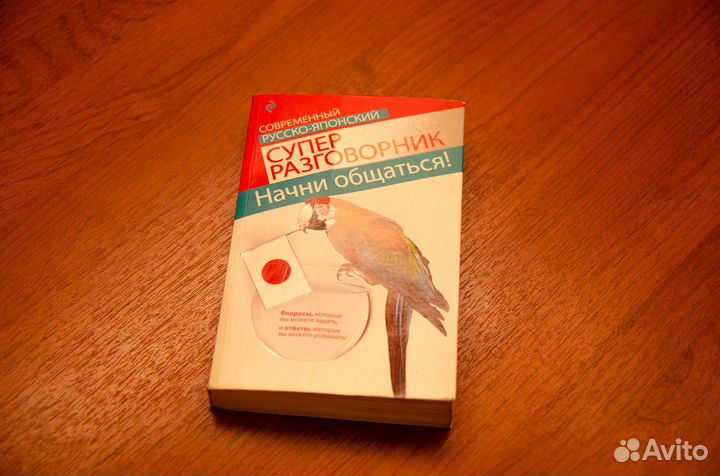 СОВРЕМЕННЫЙ
РУССКО-ЯПОНСКИЙ
СУПЕР
РАЗГОВОРНИК
Начни общаться!
Вопросы, которые
вы можете задать,
и ответы, которые
вы можете услышать!
Avito